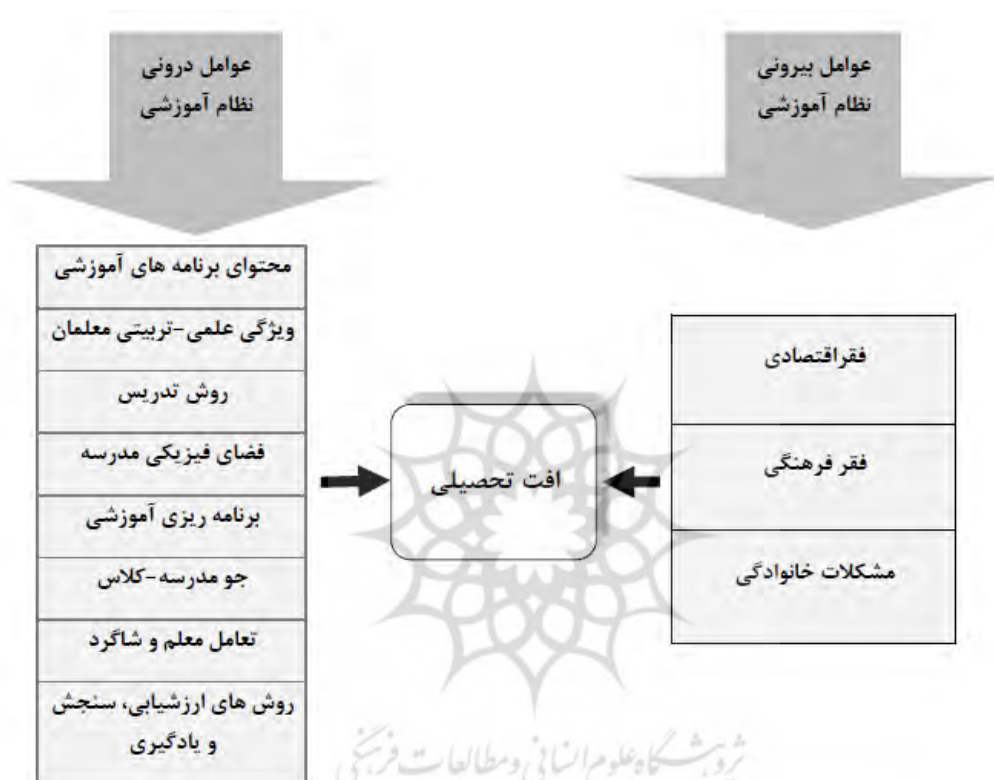 عوامل بیرونی
نظام آموزشی
عوامل درونی
نظام آموزشی
فقراقتصادی
فقر فرهنگی
مشکلات خانوادگی
افت تحصیلی
محتوای برنامه های آموزشی
ویژگی علمی-تربیتی معلمان
روش تدریس
فضای فیزیکی مدرسه
برنامه ریزی آموزشی
جو مدرسه-کلاس
تعامل معلم و شاگرد
روش های ارزشیابی، سنجش
و یادگیری
پژوهشگاه علوم انسانی و مطالعات فرهنگی